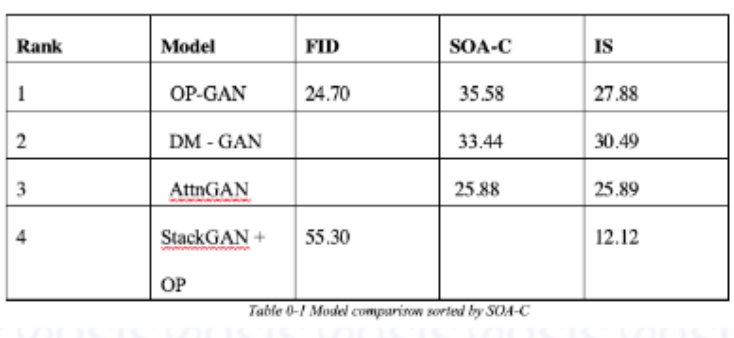 Rank Model FID SOA-C IS
1 OP-GAN 24.70 35.58 27.88
2 DM - GAN 33.44 30.49
3 AttnGAN 25.88 25.89
4 StackGAN + 55.30 12.12
OP
Table 0-1 Model comparison sorted by SOA-C